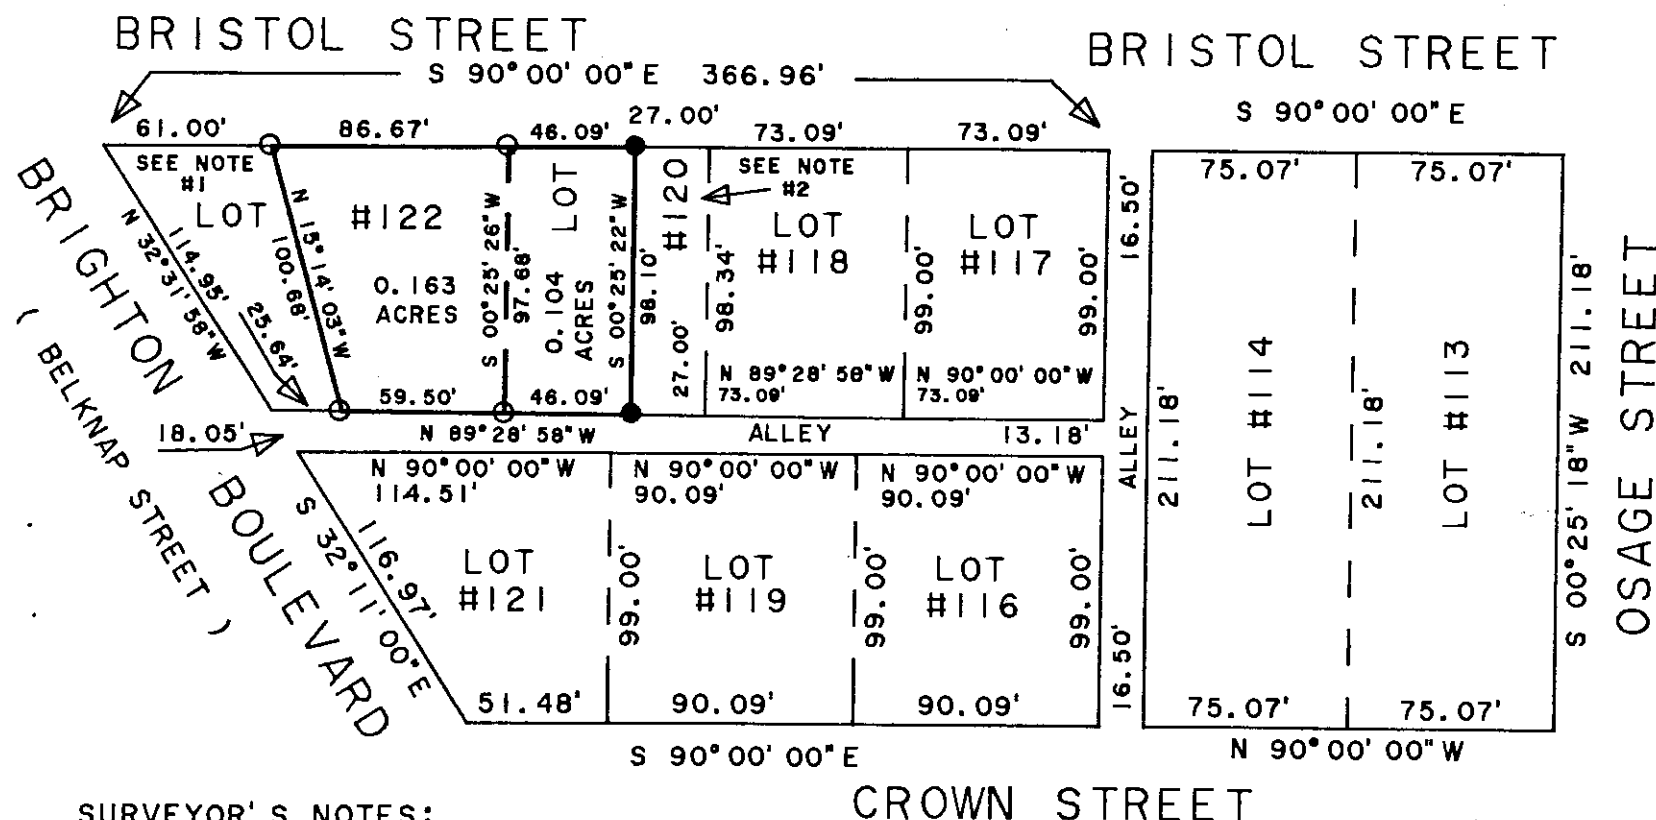 BRISTOL STREET
BRISTOL STREET
S 90°00'00"E 366.96'
S 90°00'00"E
61.00'
86.67'
46.09'
27.00'
73.09'
73.09'
75.07'
75.07'
SEE NOTE
#1
LOT #122
N 15°14'03"W
100.68'
0.163
ACRES
S 00°25'26"W
97.68'
LOT #120
0.104
ACRES
S 00°25'22"W
98.10'
27.00'
SEE NOTE
#2
LOT
#118
98.34'
N 89°28'58"W
73.09'
LOT
#117
99.00'
99.00'
N 90°00'00"W
73.09'
16.50'
BRIGHTON BOULEVARD
( BELKNAP STREET )
114.95'
N 32°31'58"W
25.64'
59.50'
46.09'
18.05'
N 89°28'58"W
ALLEY
13.18'
ALLEY
211.18'
LOT #114
211.18'
LOT #113
211.18'
S 00°25'18"W
OSAGE STREET
N 90°00'00"W
114.51'
N 90°00'00"W
90.09'
N 90°00'00"W
90.09'
116.97'
S 32°11'00"E
LOT
#121
99.00'
LOT
#119
99.00'
LOT
#116
99.00'
16.50'
51.48'
90.09'
90.09'
75.07'
75.07'
S 90°00'00"E
N 90°00'00"W
CROWN STREET
SURVEYOR'S NOTES: